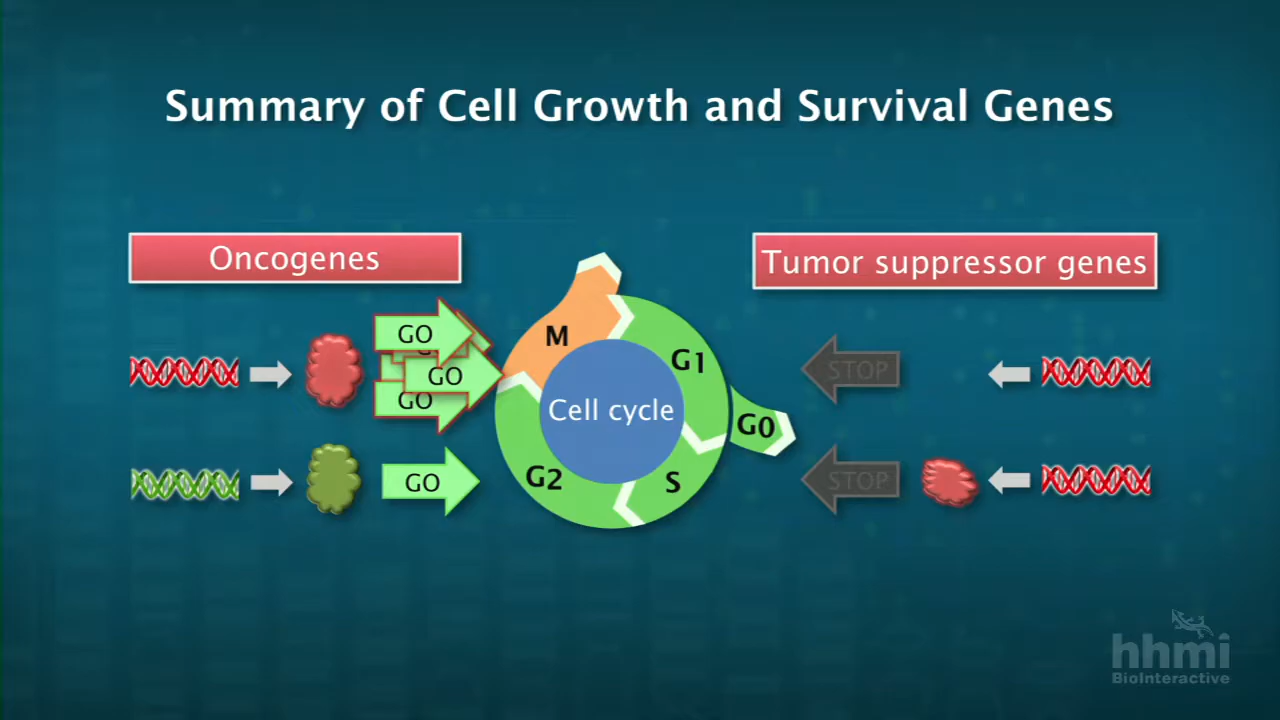 Summary of Cell Growth and Survival Genes
Oncogenes
Tumor suppressor genes
GO
GO
GO
GO
M
G1
G0
S
G2
Cell cycle
STOP
STOP
hhmi
BioInteractive